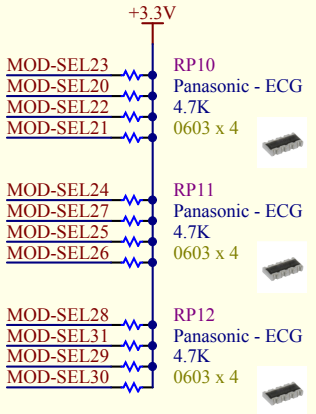 +3.3V
MOD-SEL23 RP10
MOD-SEL20 Panasonic - ECG
MOD-SEL22 4.7K
MOD-SEL21 0603 x 4
MOD-SEL24 RP11
MOD-SEL27 Panasonic - ECG
MOD-SEL25 4.7K
MOD-SEL26 0603 x 4
MOD-SEL28 RP12
MOD-SEL31 Panasonic - ECG
MOD-SEL29 4.7K
MOD-SEL30 0603 x 4